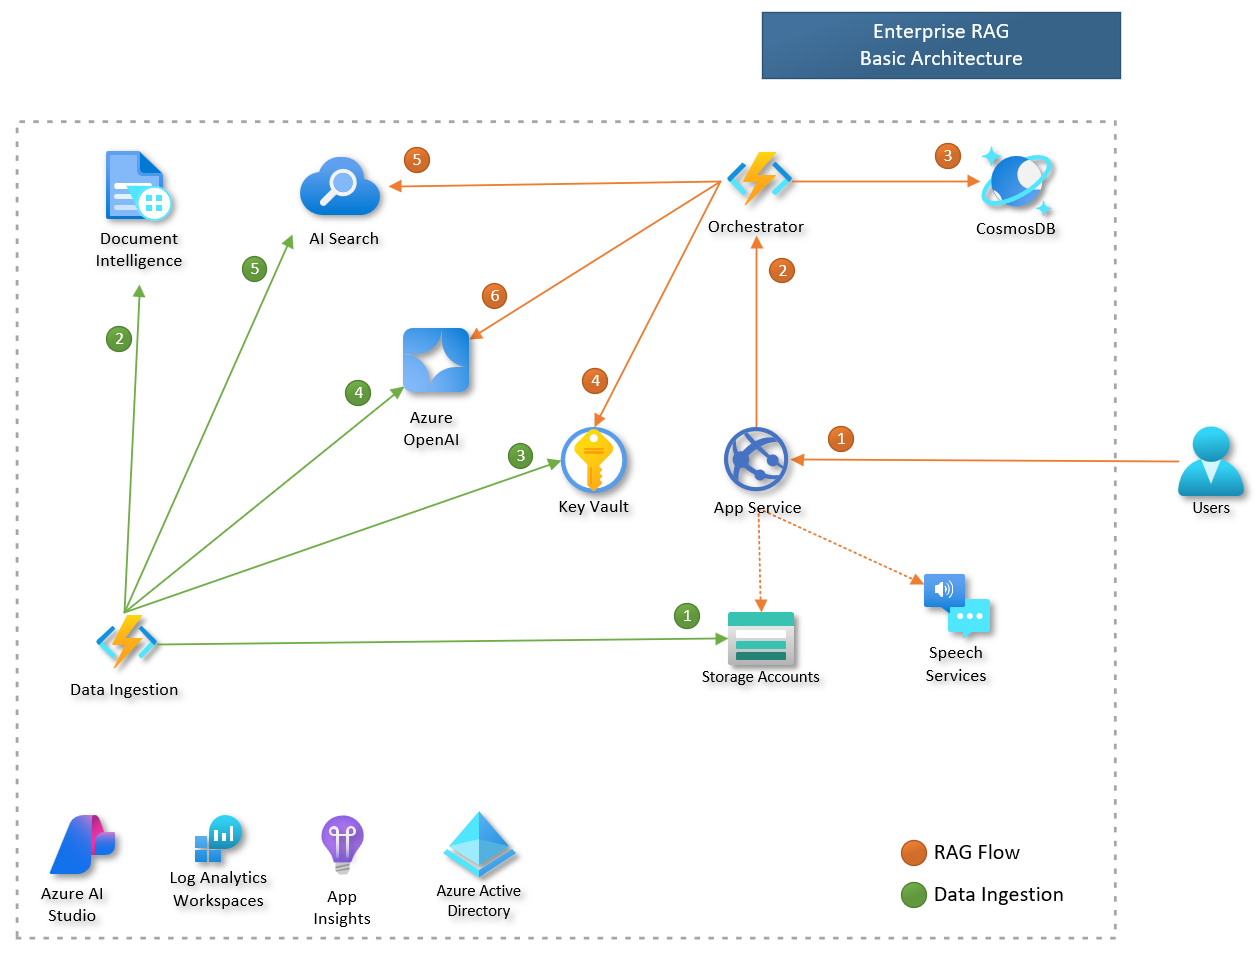 Enterprise RAG
Basic Architecture
5
3
Document
Intelligence
AI Search
Orchestrator
CosmosDB
5
2
6
2
4
4
Azure
OpenAI
3
1
Key Vault
App Service
Users
1
Data Ingestion
Storage Accounts
Speech
Services
Azure AI
Studio
Log Analytics
Workspaces
App
Insights
Azure Active
Directory
RAG Flow
Data Ingestion